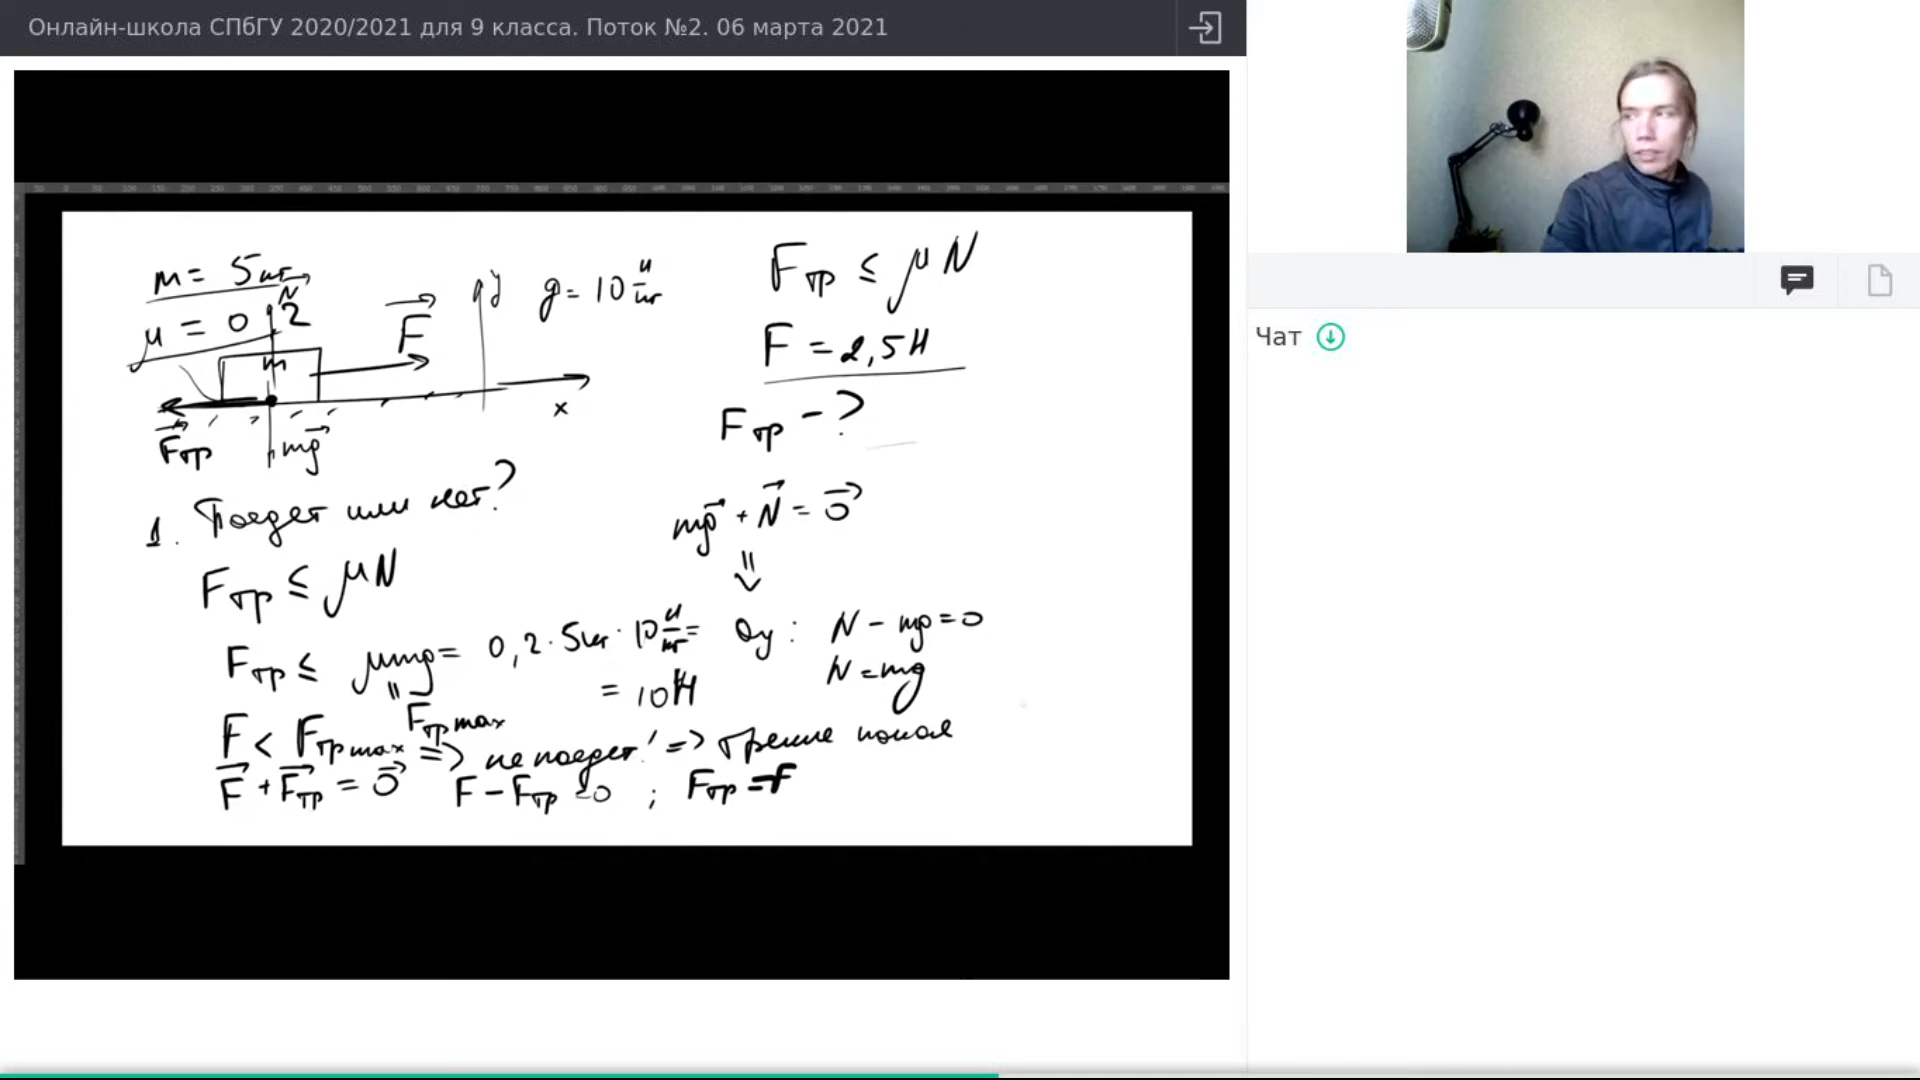 Онлайн-школа СПбГУ 2020/2021 для 9 класса. Поток №2. 06 марта 2021
Чат
m = 5кг
N
μ = 0,2
m
F
y
g = 10 Н/кг
x
Fтр
mg
Fтр ≤ μN
F = 2,5Н
Fтр - ?
1. Поедет или нет?
Fтр ≤ μN
Fтр ≤ μmg = 0,2 · 5кг · 10 Н/кг =
= 10Н
" Fтр max
mg + N = 0
⇓
Oy: N - mg = 0
N = mg
F < Fтр max => не поедет! => трение покоя
F + Fтр = 0 F - Fтр = 0 ; Fтр = F